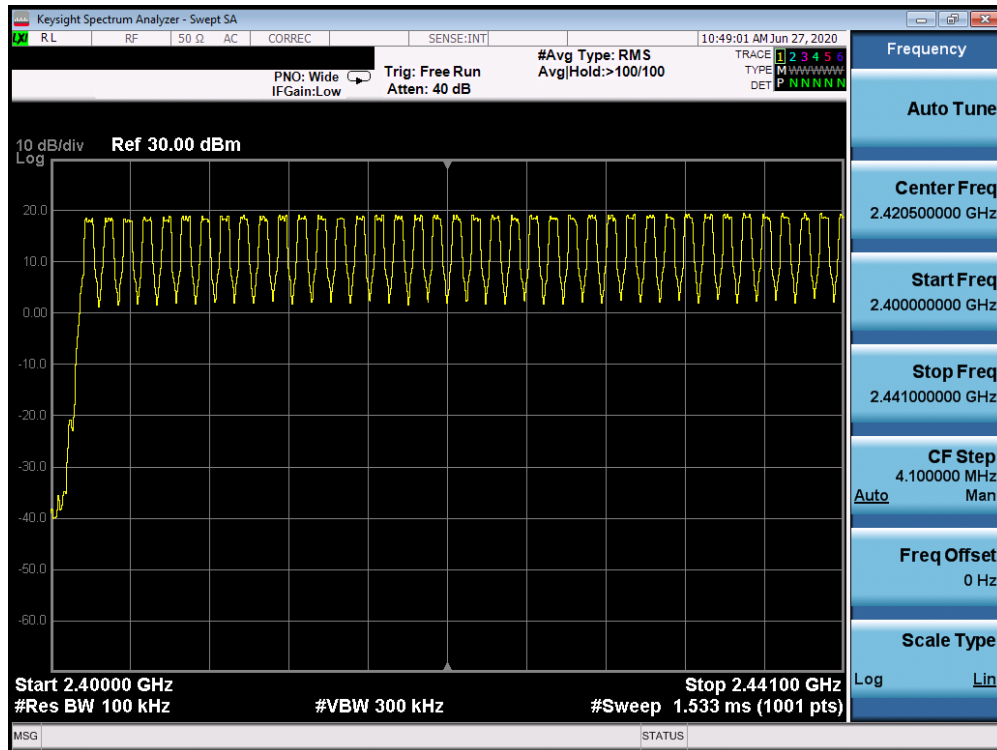 Keysight Spectrum Analyzer - Swept SA
LXI RL RF 50 Ω AC CORREC SENSE:INT 10:49:01 AM Jun 27, 2020
#Avg Type: RMS TRACE 1 2 3 4 5 6
PNO: Wide Trig: Free Run Avg|Hold:>100/100 TYPE M WWWWW
IFGain:Low Atten: 40 dB DET P N N N N N
10 dB/div Ref 30.00 dBm
Log
20.0
10.0
0.00
-10.0
-20.0
-30.0
-40.0
-50.0
-60.0
Start 2.40000 GHz Stop 2.44100 GHz
#Res BW 100 kHz #VBW 300 kHz #Sweep 1.533 ms (1001 pts)
MSG STATUS
Frequency
Auto Tune
Center Freq
2.420500000 GHz
Start Freq
2.400000000 GHz
Stop Freq
2.441000000 GHz
CF Step
4.100000 MHz
Auto Man
Freq Offset
0 Hz
Scale Type
Log Lin